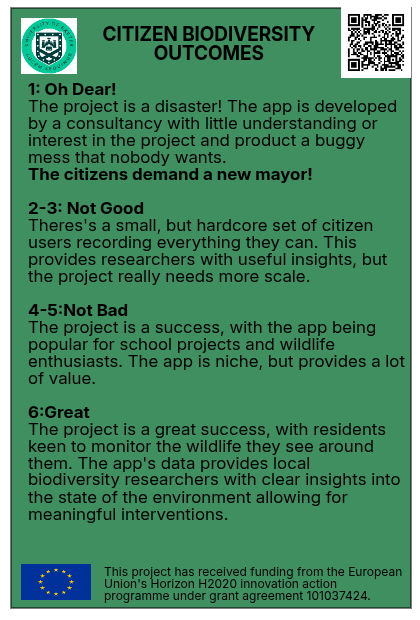 CITIZEN BIODIVERSITY
OUTCOMES
1: Oh Dear!
The project is a disaster! The app is developed
by a consultancy with little understanding or
interest in the project and product a buggy
mess that nobody wants.
The citizens demand a new mayor!
2-3: Not Good
Theres's a small, but hardcore set of citizen
users recording everything they can. This
provides researchers with useful insights, but
the project really needs more scale.
4-5:Not Bad
The project is a success, with the app being
popular for school projects and wildlife
enthusiasts. The app is niche, but provides a lot
of value.
6:Great
The project is a great success, with residents
keen to monitor the wildlife they see around
them. The app's data provides local
biodiversity researchers with clear insights into
the state of the environment allowing for
meaningful interventions.
This project has received funding from the European
Union's Horizon H2020 innovation action
programme under grant agreement 101037424.